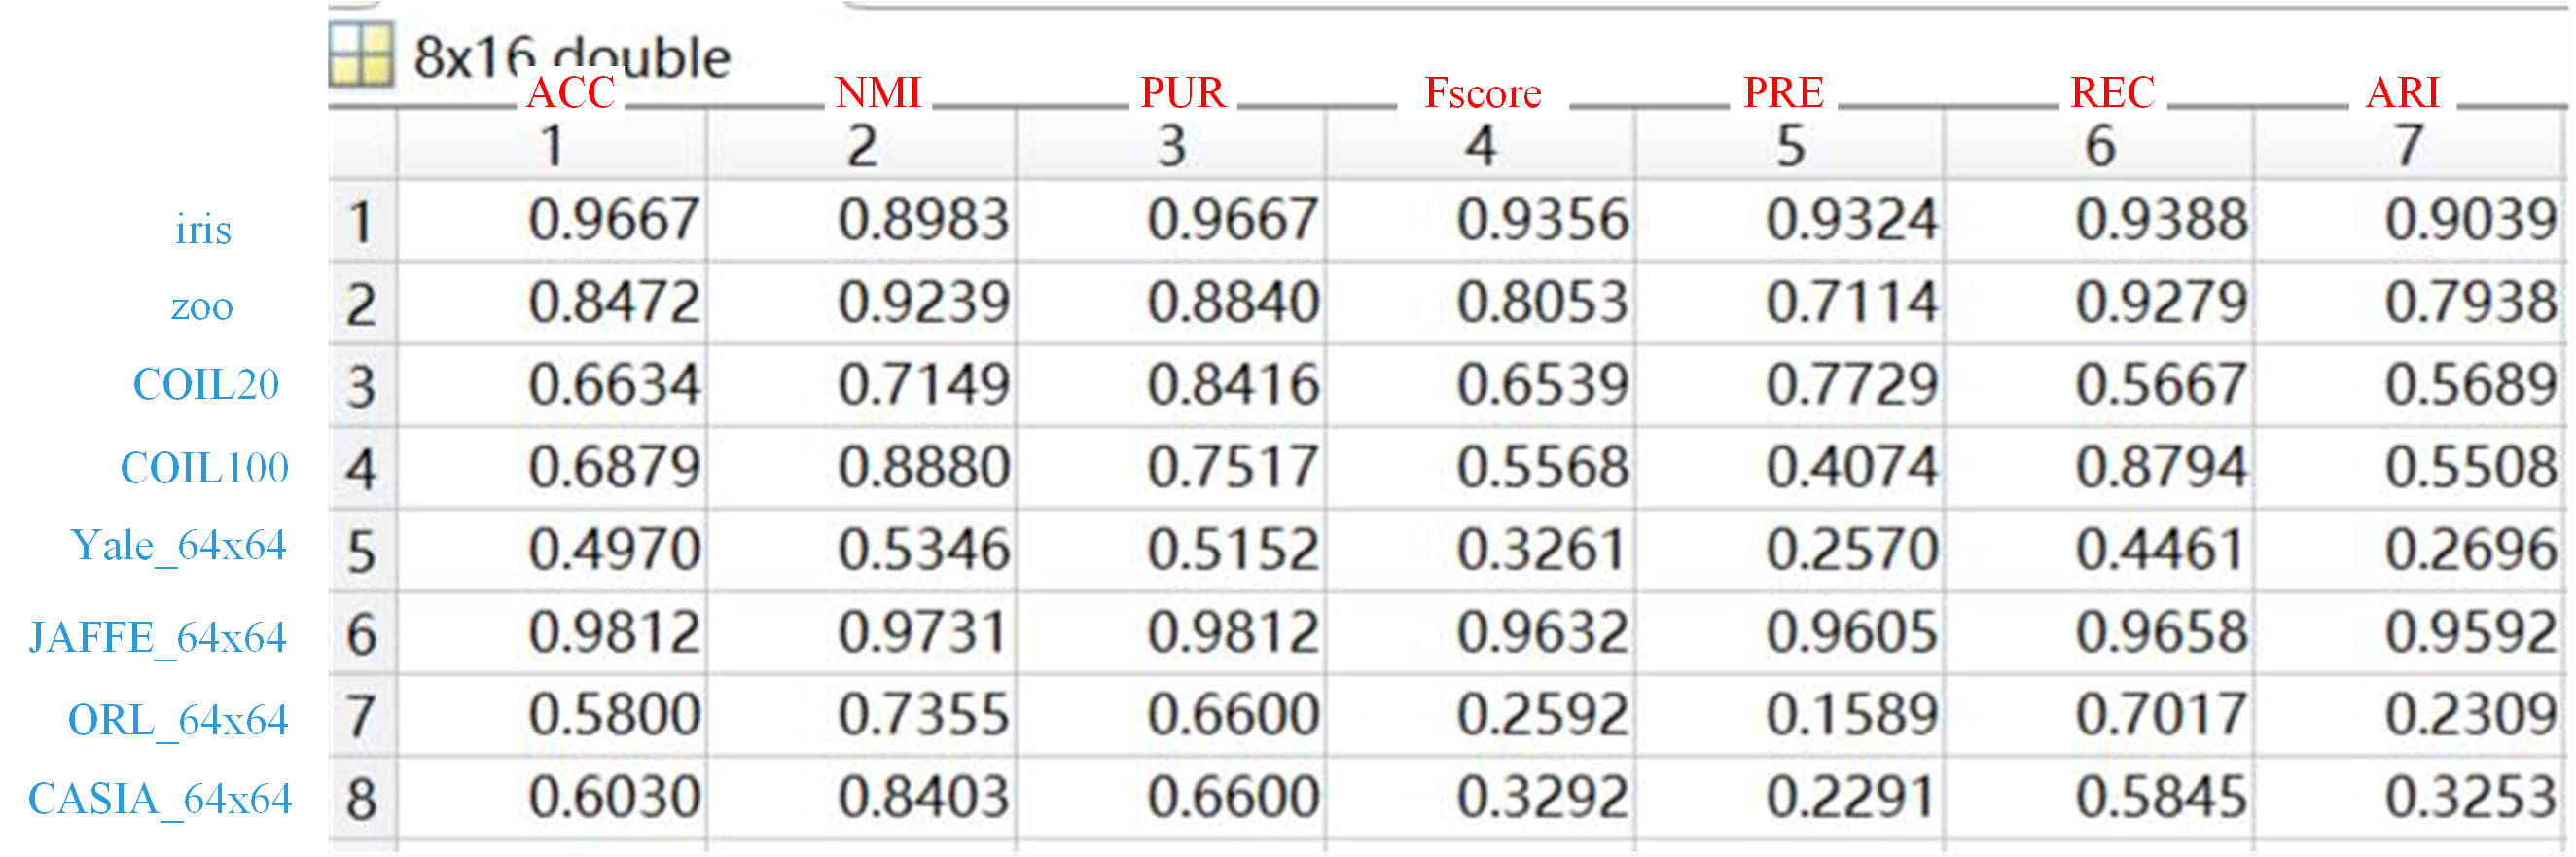 8x16 double
ACC NMI PUR Fscore PRE REC ARI
1 2 3 4 5 6 7
iris 1 0.9667 0.8983 0.9667 0.9356 0.9324 0.9388 0.9039
zoo 2 0.8472 0.9239 0.8840 0.8053 0.7114 0.9279 0.7938
COIL20 3 0.6634 0.7149 0.8416 0.6539 0.7729 0.5667 0.5689
COIL100 4 0.6879 0.8880 0.7517 0.5568 0.4074 0.8794 0.5508
Yale_64x64 5 0.4970 0.5346 0.5152 0.3261 0.2570 0.4461 0.2696
JAFFE_64x64 6 0.9812 0.9731 0.9812 0.9632 0.9605 0.9658 0.9592
ORL_64x64 7 0.5800 0.7355 0.6600 0.2592 0.1589 0.7017 0.2309
CASIA_64x64 8 0.6030 0.8403 0.6600 0.3292 0.2291 0.5845 0.3253